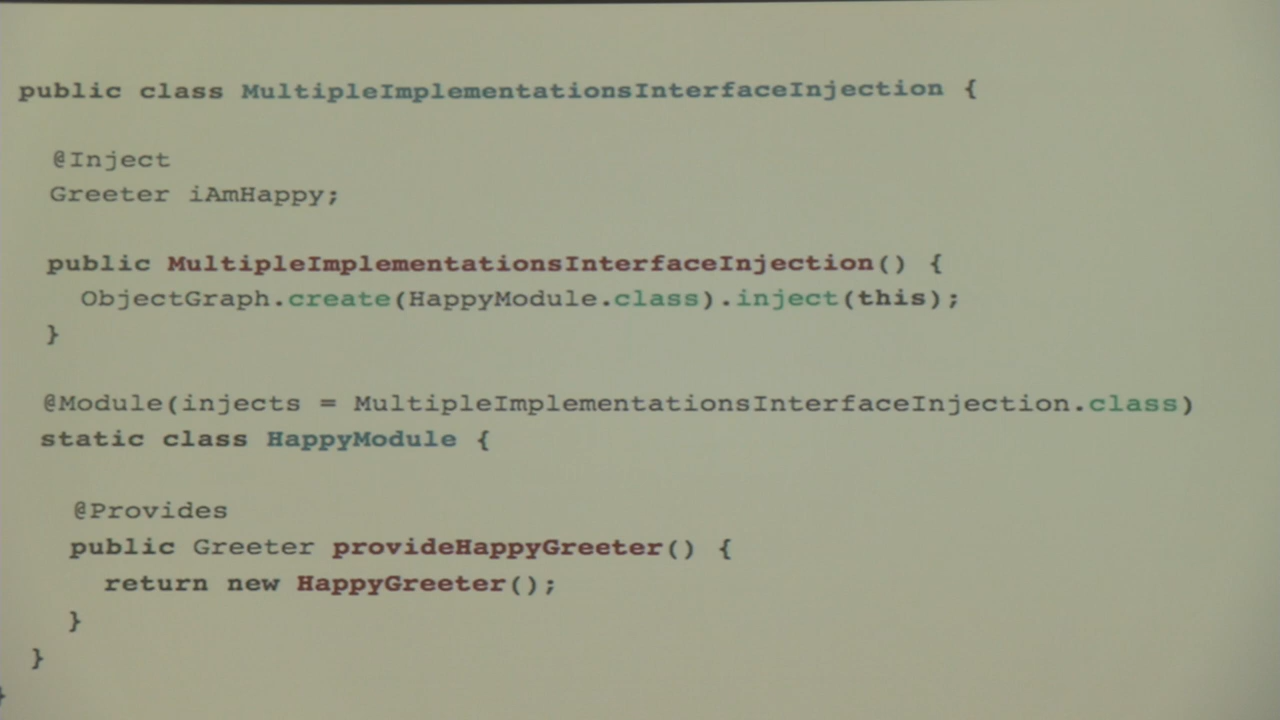 public class MultipleImplementationsInterfaceInjection {
@Inject
Greeter iAmHappy;
public MultipleImplementationsInterfaceInjection() {
ObjectGraph.create(HappyModule.class).inject(this);
}
@Module(injects = MultipleImplementationsInterfaceInjection.class)
static class HappyModule {
@Provides
public Greeter provideHappyGreeter() {
return new HappyGreeter();
}
}
}